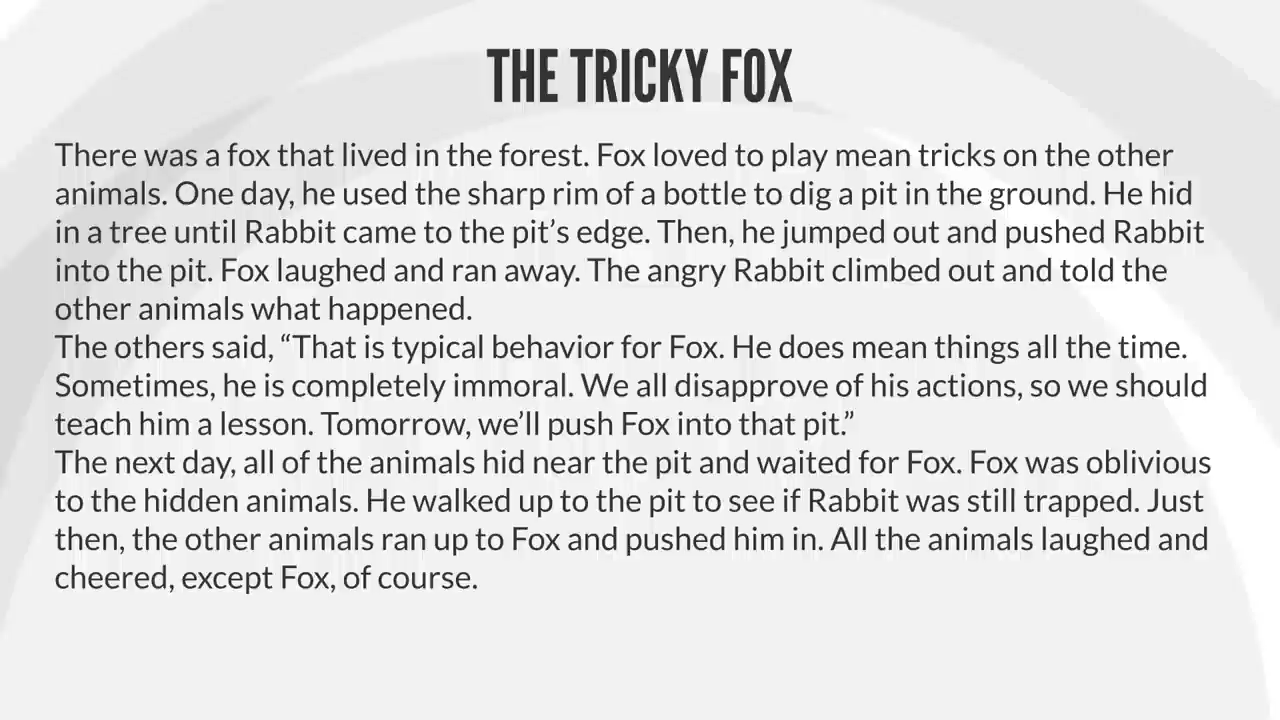 THE TRICKY FOX
There was a fox that lived in the forest. Fox loved to play mean tricks on the other
animals. One day, he used the sharp rim of a bottle to dig a pit in the ground. He hid
in a tree until Rabbit came to the pit’s edge. Then, he jumped out and pushed Rabbit
into the pit. Fox laughed and ran away. The angry Rabbit climbed out and told the
other animals what happened.
The others said, “That is typical behavior for Fox. He does mean things all the time.
Sometimes, he is completely immoral. We all disapprove of his actions, so we should
teach him a lesson. Tomorrow, we’ll push Fox into that pit.”
The next day, all of the animals hid near the pit and waited for Fox. Fox was oblivious
to the hidden animals. He walked up to the pit to see if Rabbit was still trapped. Just
then, the other animals ran up to Fox and pushed him in. All the animals laughed and
cheered, except Fox, of course.